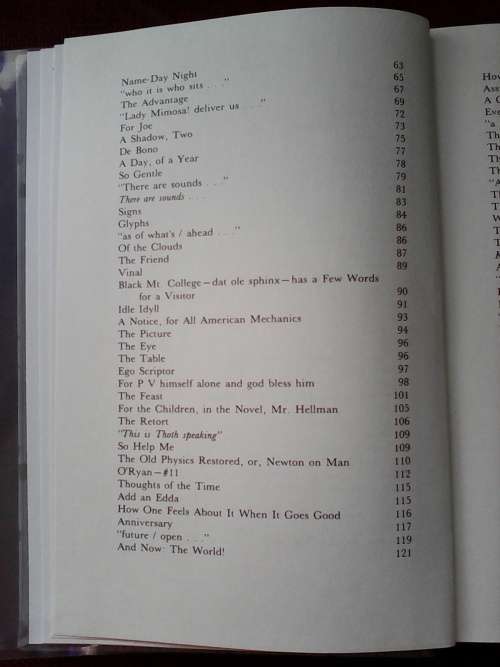 Name-Day Night 63
"who it is who sits . . ." 65
The Advantage 67
"Lady Mimosa! deliver us . . ." 69
For Joe 72
A Shadow, Two 73
De Bono 75
A Day, of a Year 77
So Gentle 78
"There are sounds . . ." 79
There are sounds . . . 81
Signs 83
Glyphs 84
"as of what's / ahead . . ." 86
Of the Clouds 86
The Friend 87
Vinal 89
Black Mt. College—dat ole sphinx—has a Few Words
for a Visitor 90
Idle Idyll 91
A Notice, for All American Mechanics 93
The Picture 94
The Eye 96
The Table 96
Ego Scriptor 97
For P V himself alone and god bless him 98
The Feast 101
For the Children, in the Novel, Mr. Hellman 105
The Retort 106
"This is Thoth speaking" 109
So Help Me 109
The Old Physics Restored, or, Newton on Man 110
O'Ryan—#11 112
Thoughts of the Time 115
Add an Edda 115
How One Feels About It When It Goes Good 116
Anniversary 117
"future / open . . ." 119
And Now: The World! 121